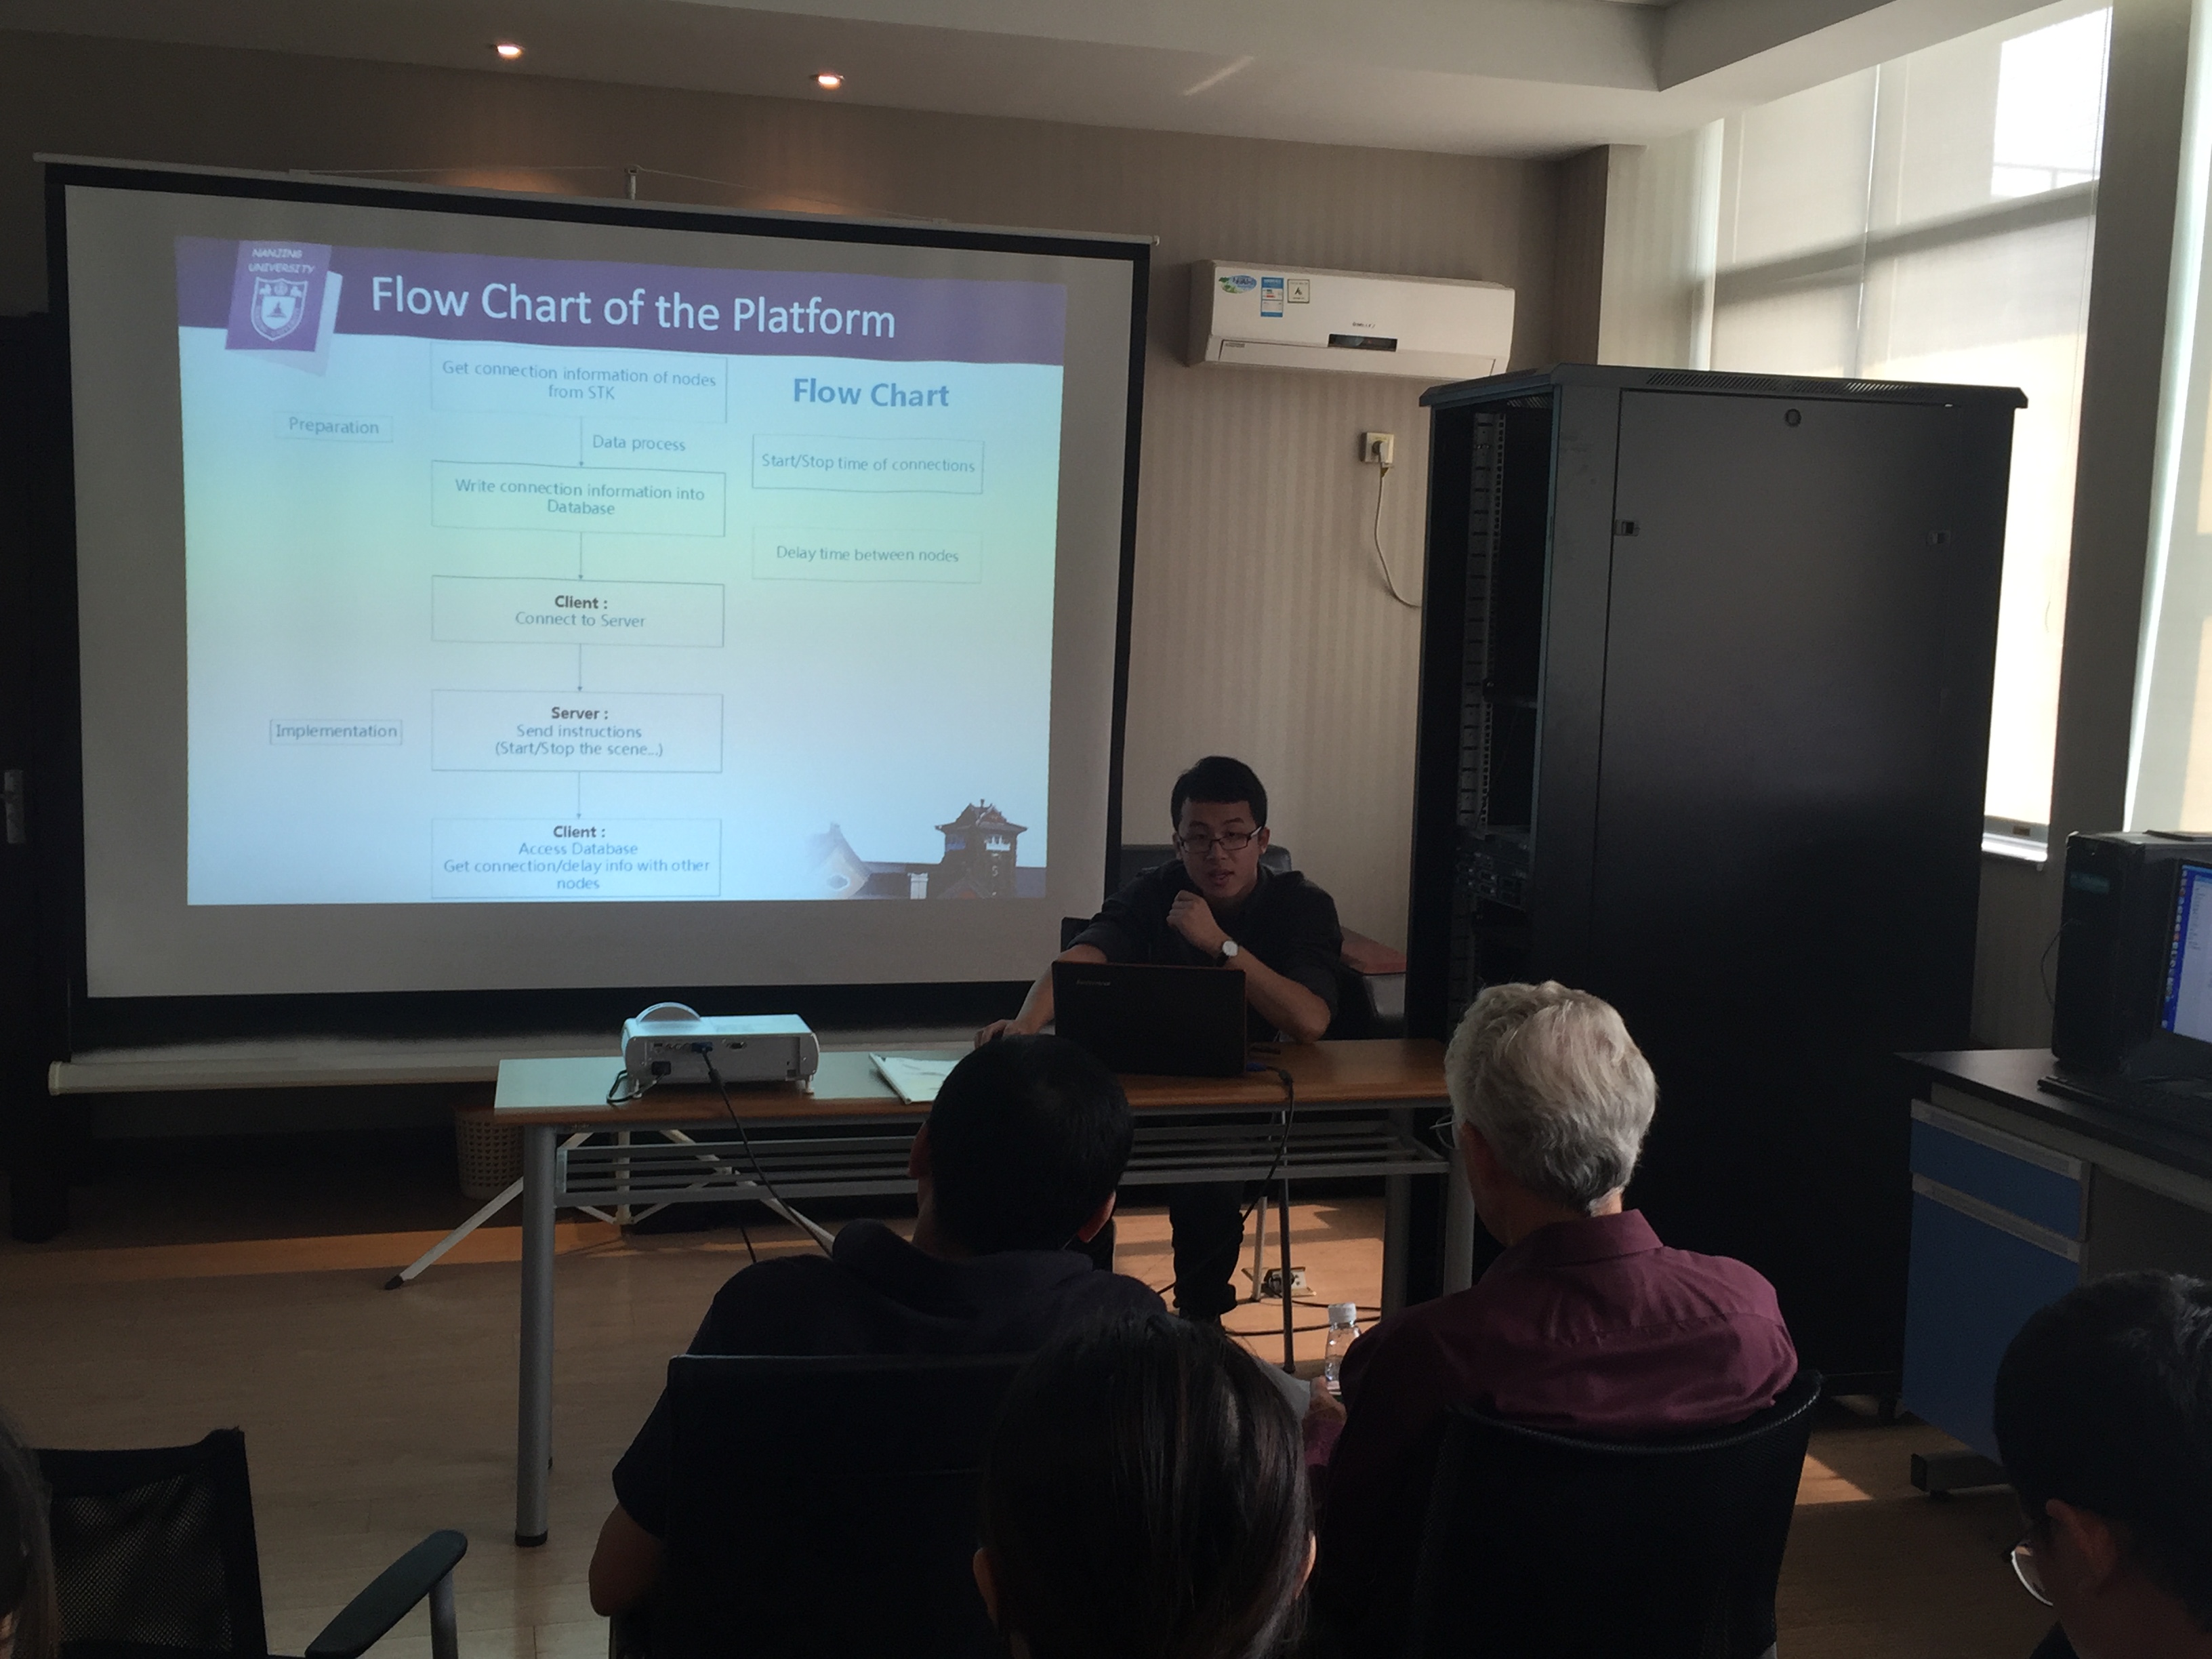 NANJING
UNIVERSITY
Flow Chart of the Platform
Get connection information of nodes
from STK
Flow Chart
Preparation
Data process
Start/Stop time of connections
Write connection information into
Database
Delay time between nodes
Client :
Connect to Server
Implementation
Server :
Send instructions
(Start/Stop the scene...)
Client :
Access Database
Get connection/delay info with other
nodes